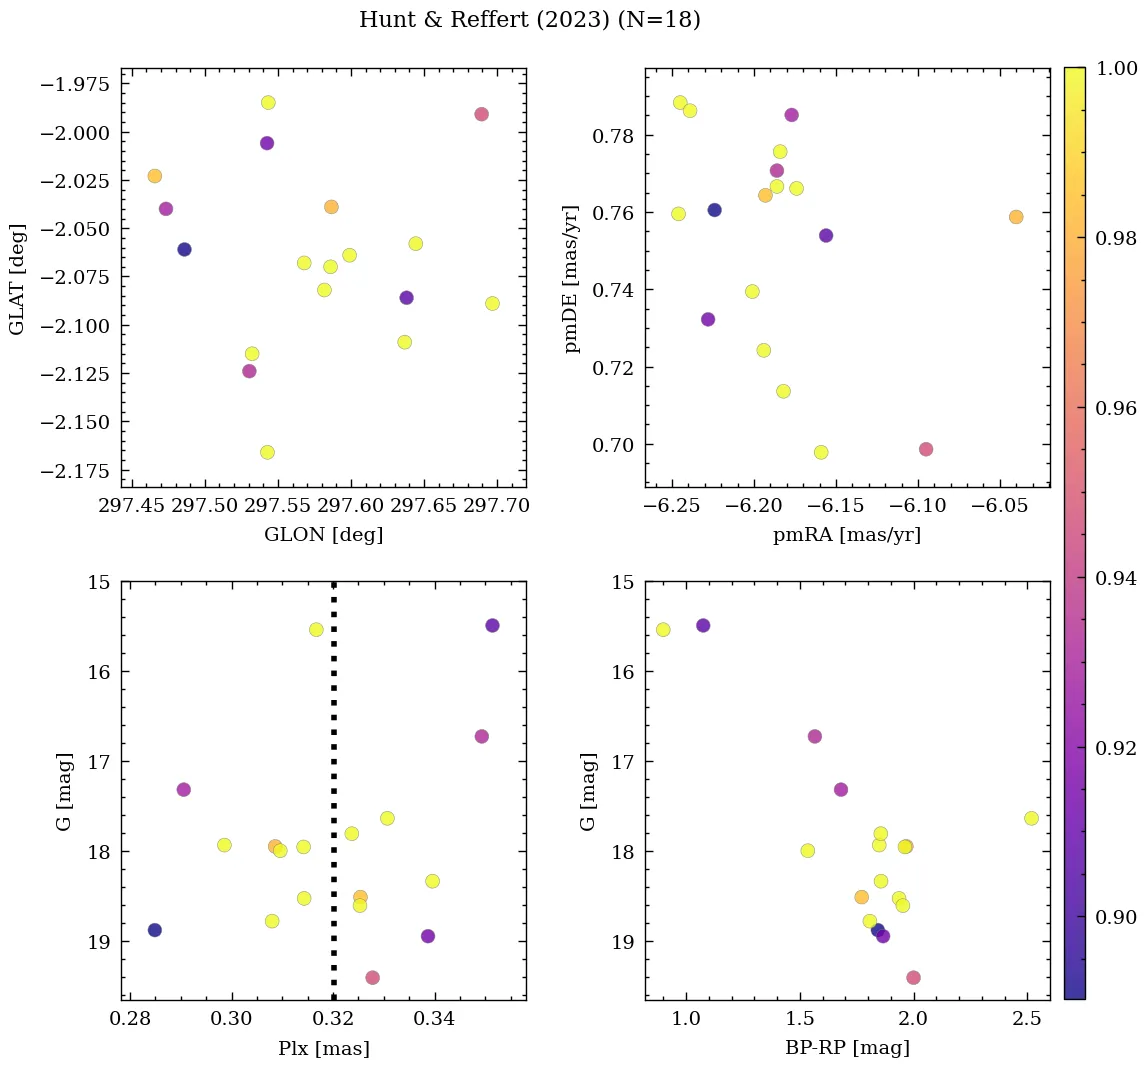 Hunt & Reffert (2023) (N=18)
−1.975
−2.000
−2.025
−2.050
−2.075
−2.100
−2.125
−2.150
−2.175
GLAT [deg]
297.45 297.50 297.55 297.60 297.65 297.70
GLON [deg]
0.78
0.76
0.74
0.72
0.70
pmDE [mas/yr]
−6.25 −6.20 −6.15 −6.10 −6.05
pmRA [mas/yr]
1.00
0.98
0.96
0.94
0.92
0.90
15
16
17
18
19
G [mag]
0.28 0.30 0.32 0.34
Plx [mas]
15
16
17
18
19
G [mag]
1.0 1.5 2.0 2.5
BP-RP [mag]